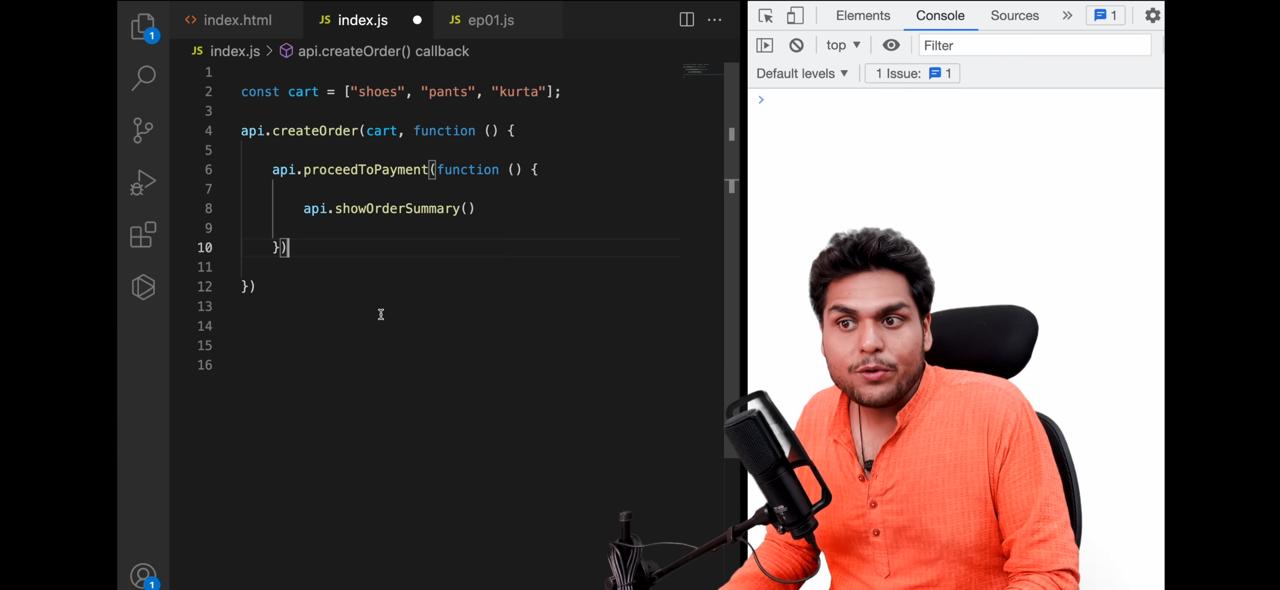 index.html
JS index.js
JS ep01.js
JS index.js > api.createOrder() callback
1
2 const cart = ["shoes", "pants", "kurta"];
3
4 api.createOrder(cart, function () {
5
6 api.proceedToPayment(function () {
7
8 api.showOrderSummary()
9
10 })
11
12 })
13
14
15
16
1
1
Elements Console Sources » 1
top ▼ Filter
Default levels ▼ 1 Issue: 1
>